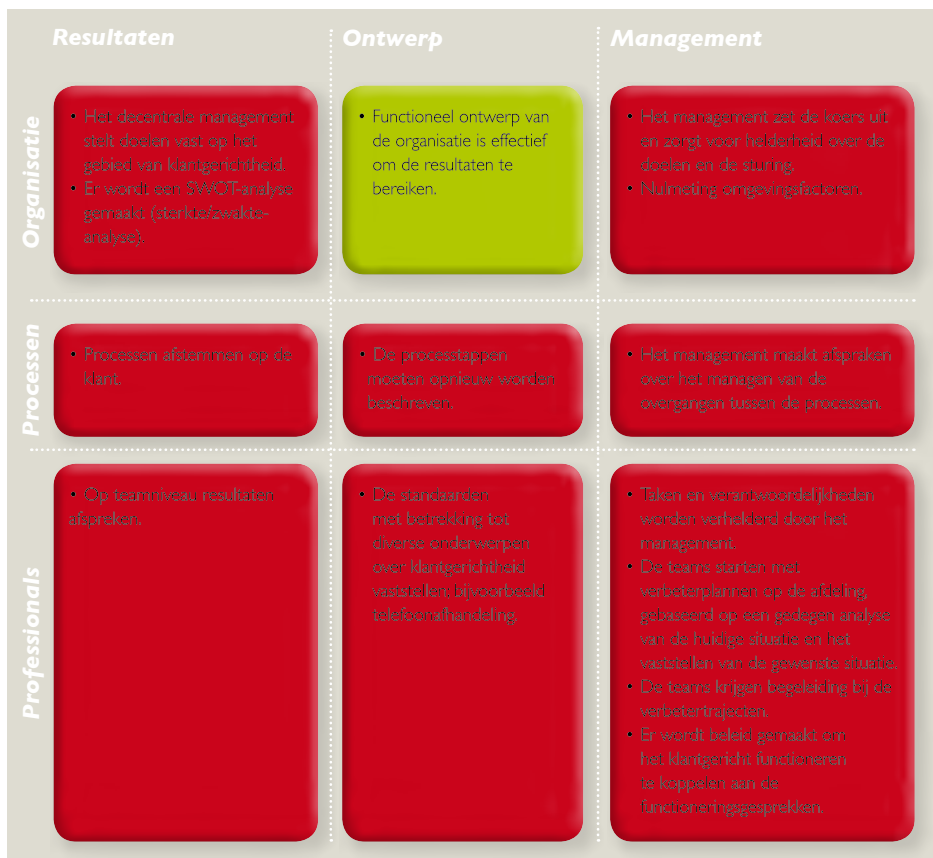 Resultaten
Ontwerp
Management
Organisatie
• Het decentrale management
stelt doelen vast op het
gebied van klantgerichtheid.
• Er wordt een SWOT-analyse
gemaakt (sterkte/zwakte-
analyse).
• Functioneel ontwerp van
de organisatie is effectief
om de resultaten te
bereiken.
• Het management zet de koers uit
en zorgt voor helderheid over de
doelen en de sturing.
• Nulmeting omgevingsfactoren.
Processen
• Processen afstemmen op de
klant.
• De processtappen
moeten opnieuw worden
beschreven.
• Het management maakt afspraken
over het managen van de
overgangen tussen de processen.
Professionals
• Op teamniveau resultaten
afspreken.
• De standaarden
met betrekking tot
diverse onderwerpen
over klantgerichtheid
vaststellen; bijvoorbeeld
telefoonafhandeling.
• Taken en verantwoordelijkheden
worden verhelderd door het
management.
• De teams starten met
verbeterplannen op de afdeling,
gebaseerd op een gedegen analyse
van de huidige situatie en het
vaststellen van de gewenste situatie.
• De teams krijgen begeleiding bij de
verbetertrajecten.
• Er wordt beleid gemaakt om
het klantgericht functioneren
te koppelen aan de
functioneringsgesprekken.